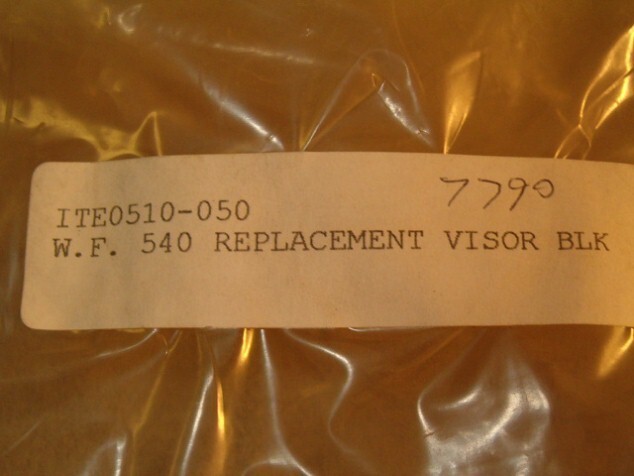 7790
ITE0510-050
W.F. 540 REPLACEMENT VISOR BLK